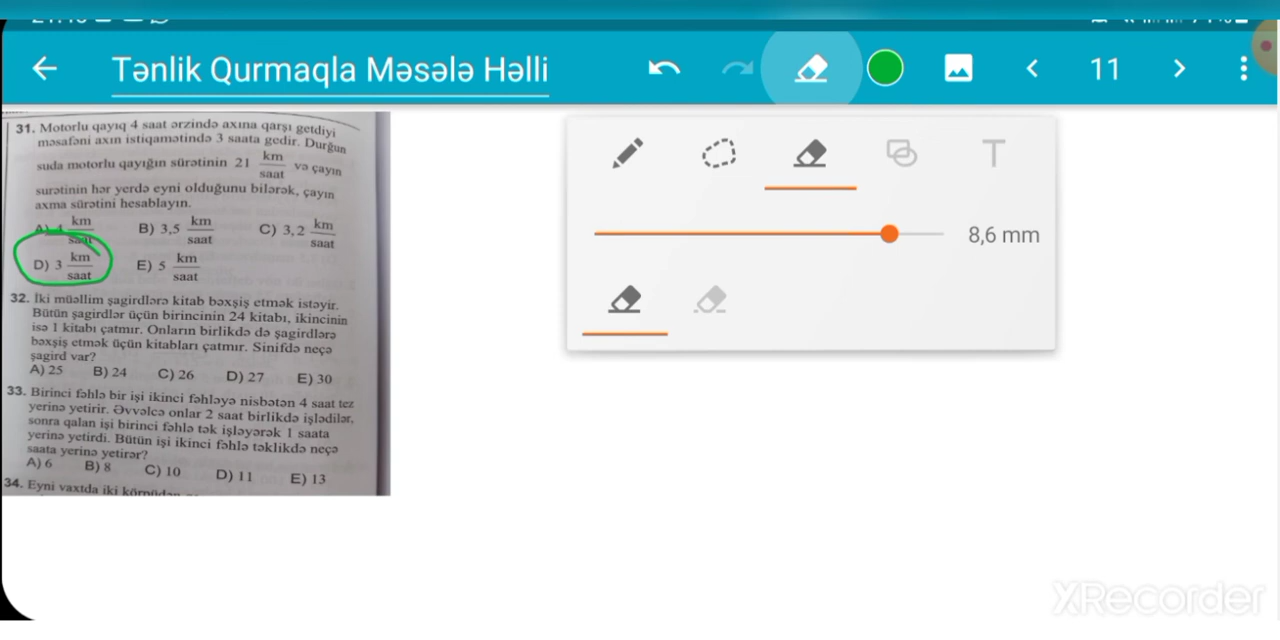 Tənlik Qurmaqla Məsələ Həlli
11
8,6 mm
31. Motorlu qayıq 4 saat ərzində axına qarşı getdiyi
məsafəni axın istiqamətində 3 saata gedir. Durğun
suda motorlu qayığın sürətinin 21 km/saat və çayın
surətinin hər yerdə eyni olduğunu bilərək, çayın
axma sürətini hesablayın.
A) 4 km/saat B) 3,5 km/saat C) 3,2 km/saat
D) 3 km/saat E) 5 km/saat
32. İki müəllim şagirdlərə kitab bəxşiş etmək istəyir.
Bütün şagirdlər üçün birincinin 24 kitabı, ikincinin
isə 1 kitabı çatmır. Onların birlikdə də şagirdlərə
bəxşiş etmək üçün kitabları çatmır. Sinifdə neçə
şagird var?
A) 25 B) 24 C) 26 D) 27 E) 30
33. Birinci fəhlə bir işi ikinci fəhləyə nisbətən 4 saat tez
yerinə yetirir. Əvvəlcə onlar 2 saat birlikdə işlədilər,
sonra qalan işi birinci fəhlə tək işləyərək 1 saata
yerinə yetirdi. Bütün işi ikinci fəhlə təklikdə neçə
saata yerinə yetirər?
A) 6 B) 8 C) 10 D) 11 E) 13
34. Eyni vaxtda iki
XRecorder